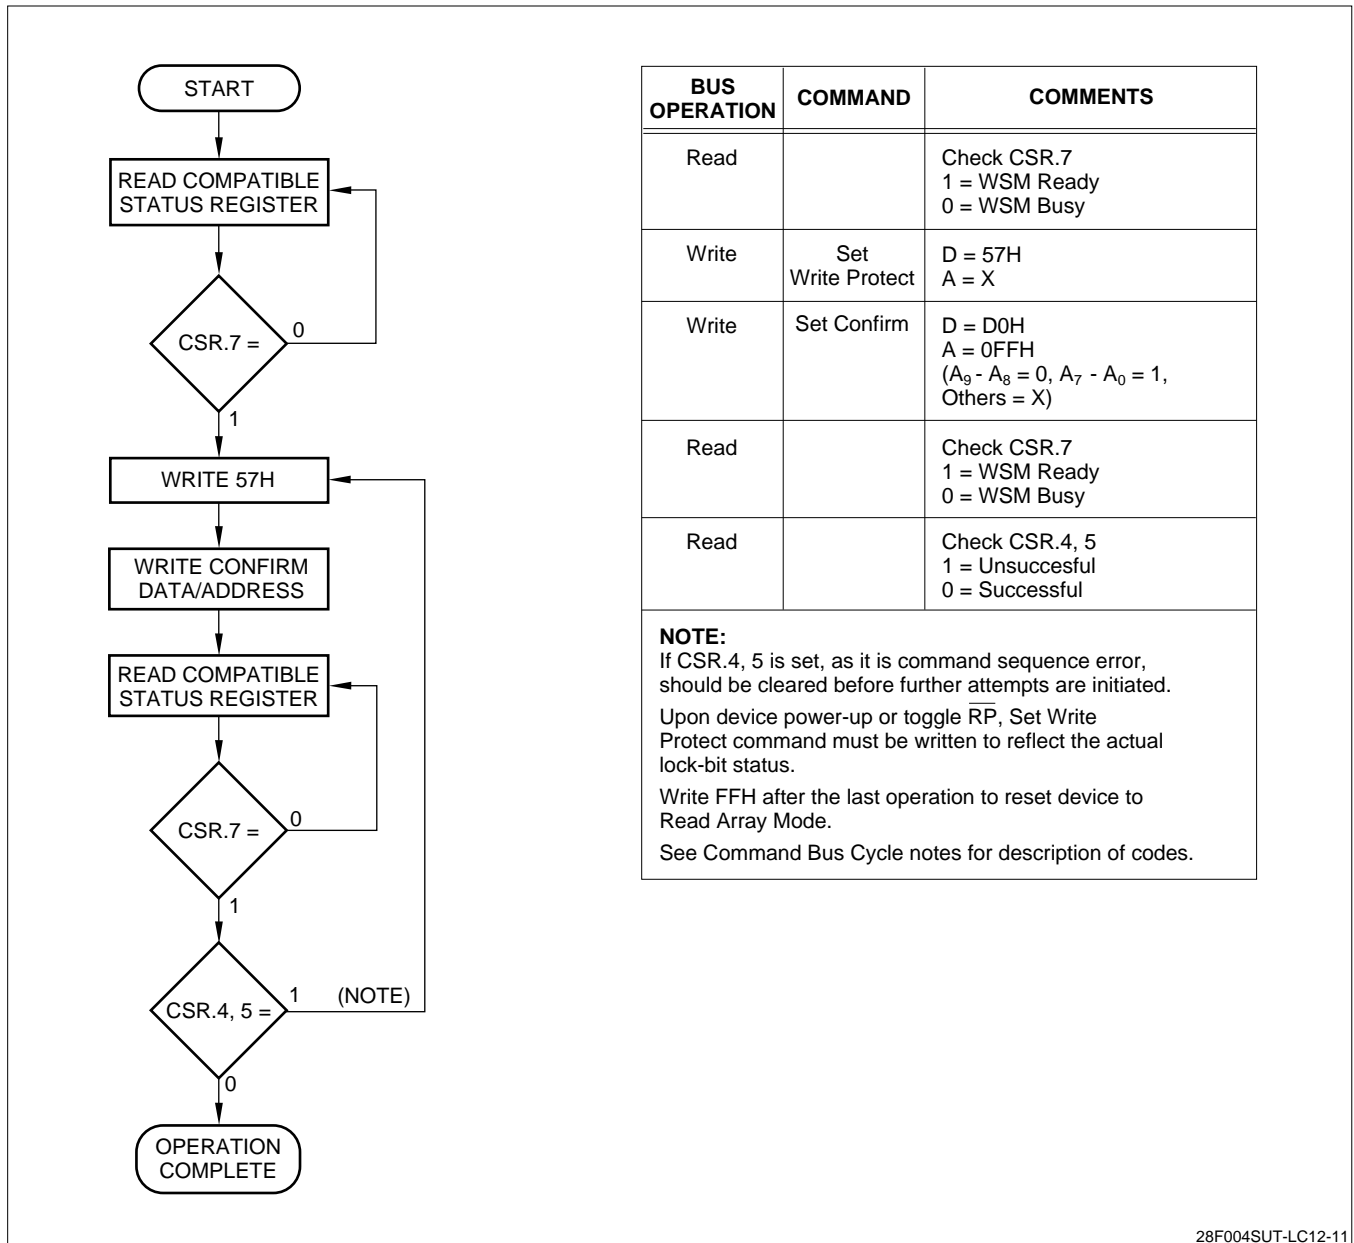 START
READ COMPATIBLE
STATUS REGISTER
CSR.7 =
0
1
WRITE 57H
WRITE CONFIRM
DATA/ADDRESS
READ COMPATIBLE
STATUS REGISTER
CSR.7 =
0
1
CSR.4, 5 =
1
(NOTE)
0
OPERATION
COMPLETE
BUS
OPERATION
COMMAND
COMMENTS
Read
Check CSR.7
1 = WSM Ready
0 = WSM Busy
Write
Set
Write Protect
D = 57H
A = X
Write
Set Confirm
D = D0H
A = 0FFH
(A₉ - A₈ = 0, A₇ - A₀ = 1,
Others = X)
Read
Check CSR.7
1 = WSM Ready
0 = WSM Busy
Read
Check CSR.4, 5
1 = Unsuccesful
0 = Successful
NOTE:
If CSR.4, 5 is set, as it is command sequence error,
should be cleared before further attempts are initiated.
Upon device power-up or toggle R̅P̅, Set Write
Protect command must be written to reflect the actual
lock-bit status.
Write FFH after the last operation to reset device to
Read Array Mode.
See Command Bus Cycle notes for description of codes.
28F004SUT-LC12-11